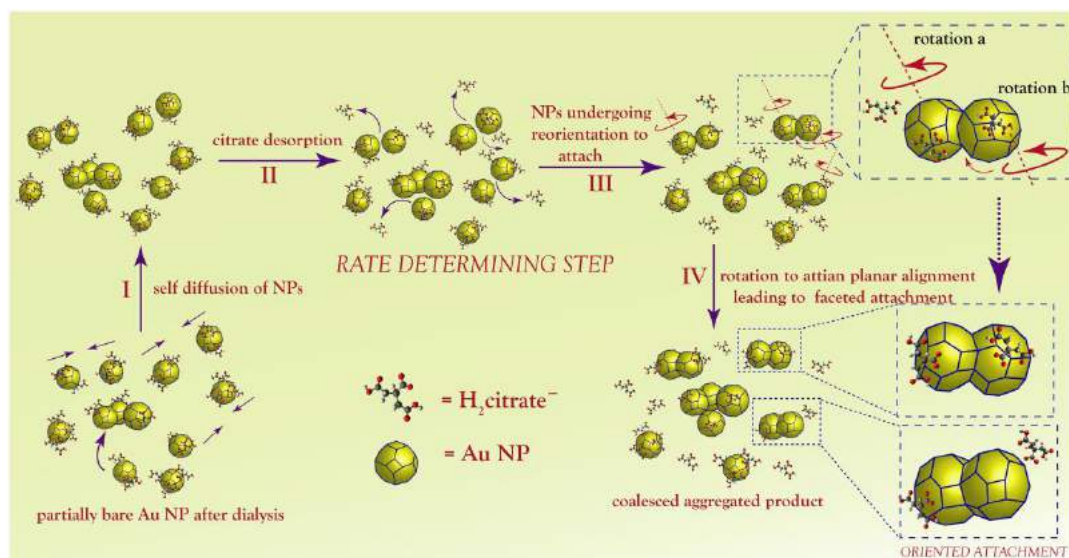 rotation a
rotation b
citrate desorption
II
NPs undergoing
reorientation to
attach
III
RATE DETERMINING STEP
I
self diffusion of NPs
IV
rotation to attian planar alignment
leading to faceted attachment
= H₂citrate⁻
= Au NP
partially bare Au NP after dialysis
coalesced aggregated product
ORIENTED ATTACHMENT